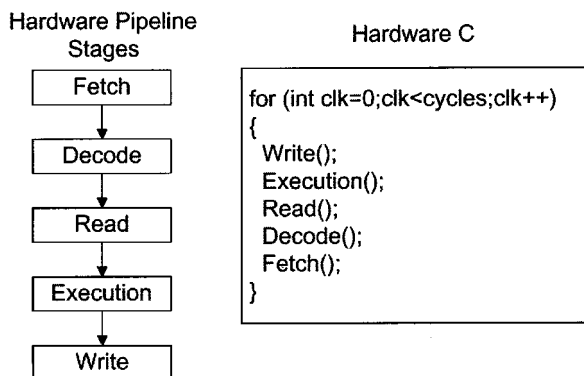 Hardware Pipeline
Stages
Fetch
Decode
Read
Execution
Write
Hardware C
for (int clk=0;clk<cycles;clk++)
{
Write();
Execution();
Read();
Decode();
Fetch();
}